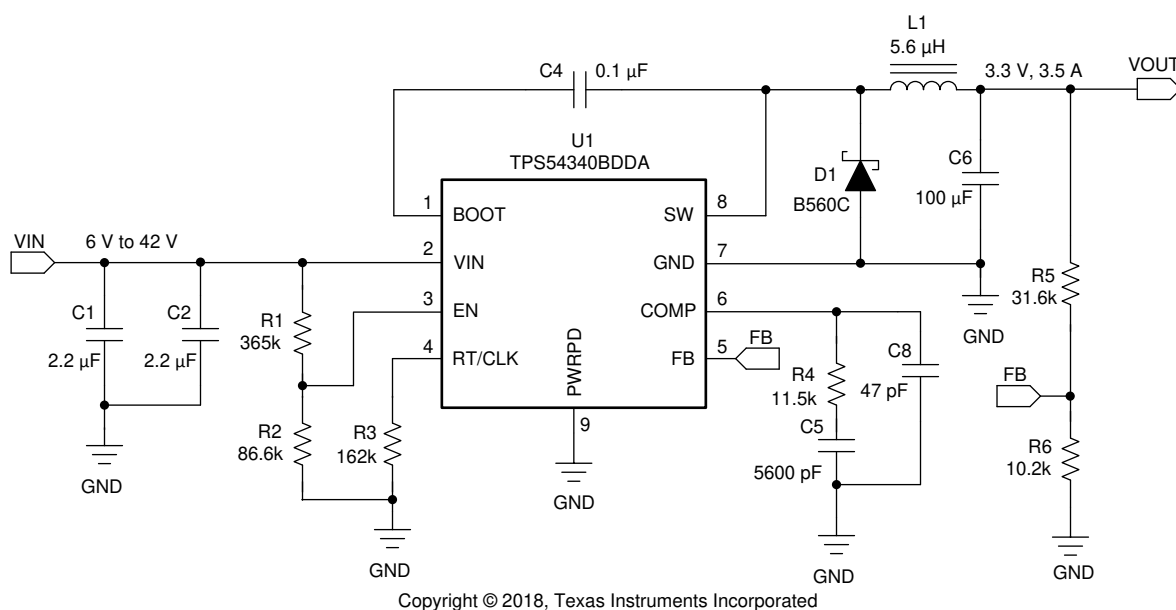 L1
5.6 µH
C4
0.1 µF
3.3 V, 3.5 A
VOUT
U1
TPS54340BDDA
D1
B560C
C6
100 µF
1
BOOT
SW
8
VIN
6 V to 42 V
2
VIN
GND
7
3
EN
COMP
6
4
RT/CLK
PWRPD
FB
5
FB
9
GND
C1
2.2 µF
C2
2.2 µF
R1
365k
R2
86.6k
R3
162k
GND
GND
R4
11.5k
C8
47 pF
C5
5600 pF
GND
GND
R5
31.6k
FB
R6
10.2k
GND
Copyright © 2018, Texas Instruments Incorporated